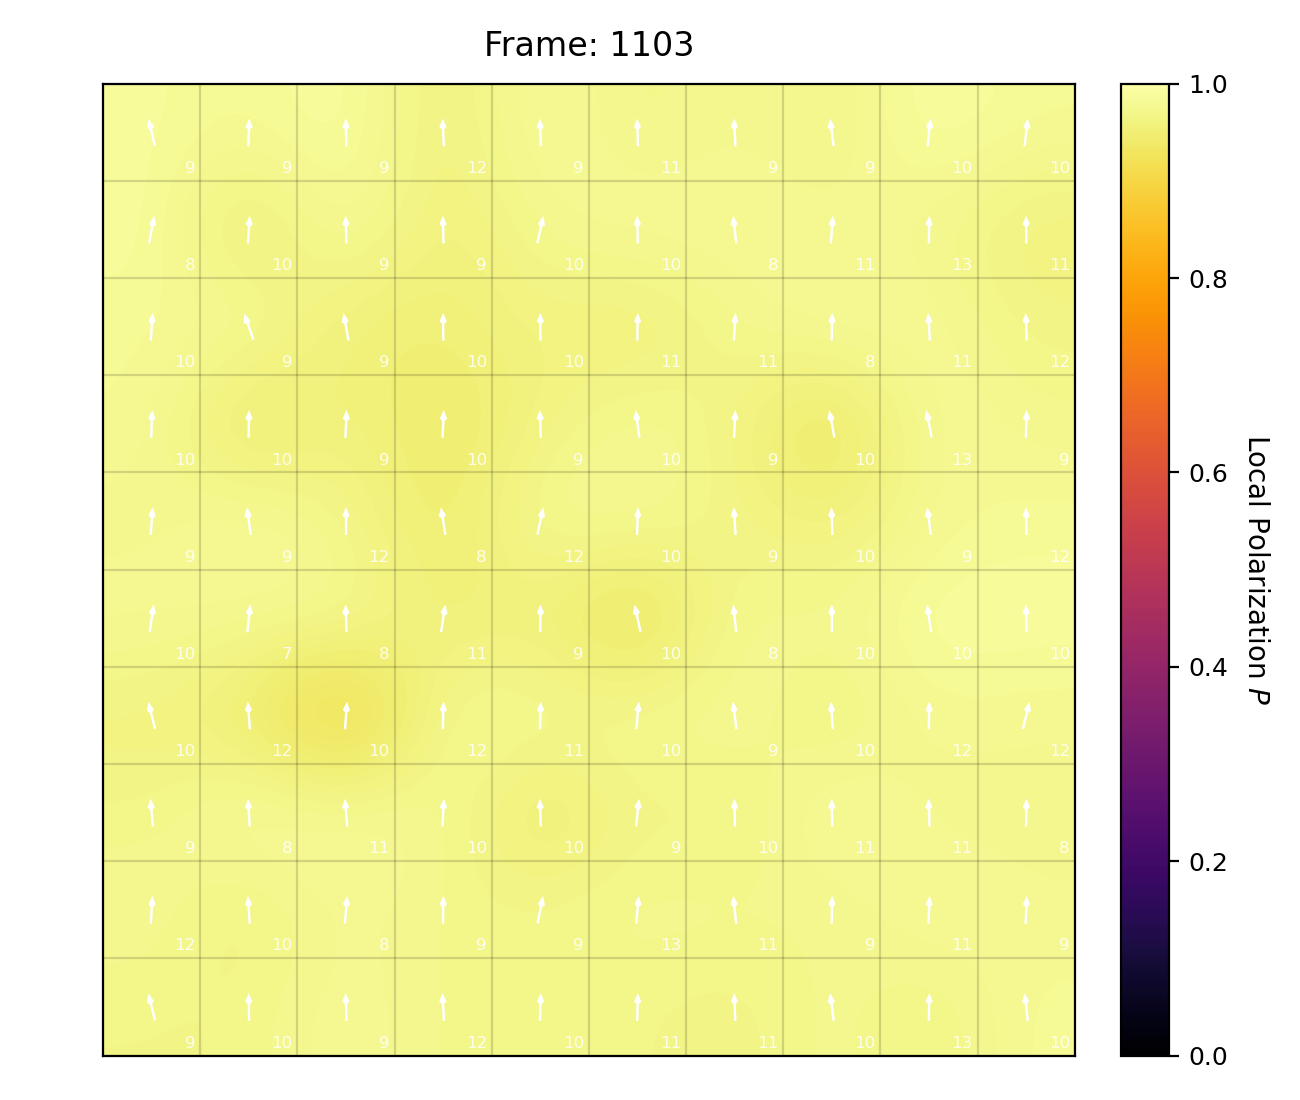 Frame: 1103
9 9 9 12 9 11 9 9 10 10
8 10 9 9 10 10 8 11 13 11
10 9 9 10 10 11 11 8 11 12
10 10 9 10 9 10 9 10 13 9
9 9 12 8 12 10 9 10 9 12
10 7 8 11 9 10 8 10 10 10
10 12 10 12 11 10 9 10 12 12
9 8 11 10 10 9 10 11 11 8
12 10 8 9 9 13 11 9 11 9
9 10 9 12 10 11 11 10 13 10
1.0
0.8
0.6
0.4
0.2
0.0
Local Polarization P